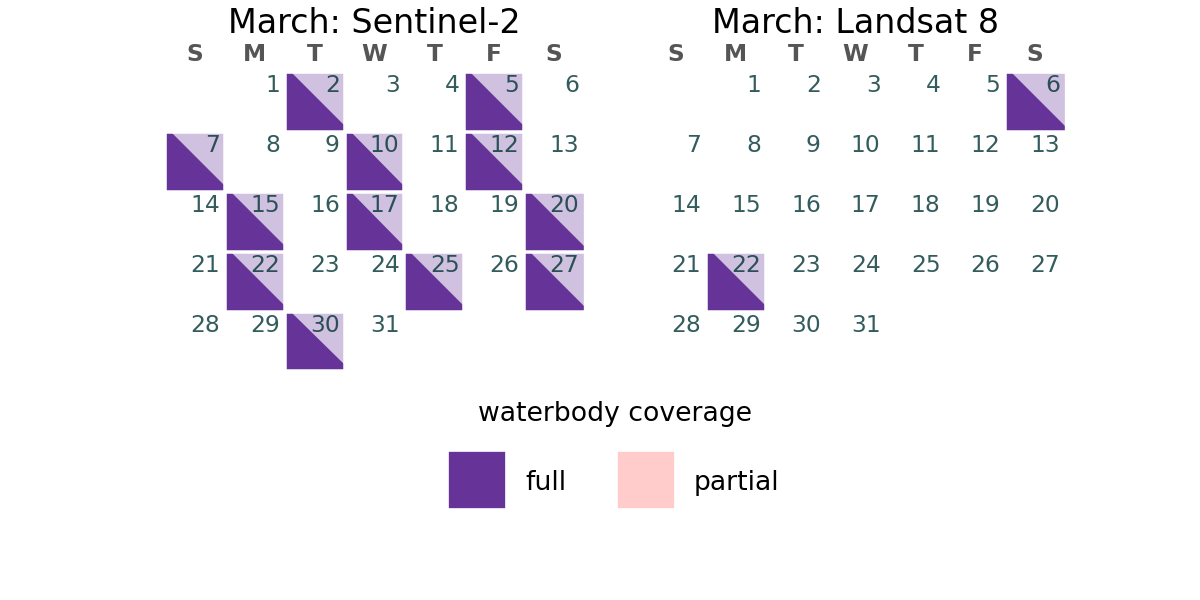 March: Sentinel-2
S M T W T F S
1 2 3 4 5 6
7 8 9 10 11 12 13
14 15 16 17 18 19 20
21 22 23 24 25 26 27
28 29 30 31
March: Landsat 8
S M T W T F S
1 2 3 4 5 6
7 8 9 10 11 12 13
14 15 16 17 18 19 20
21 22 23 24 25 26 27
28 29 30 31
waterbody coverage
full partial